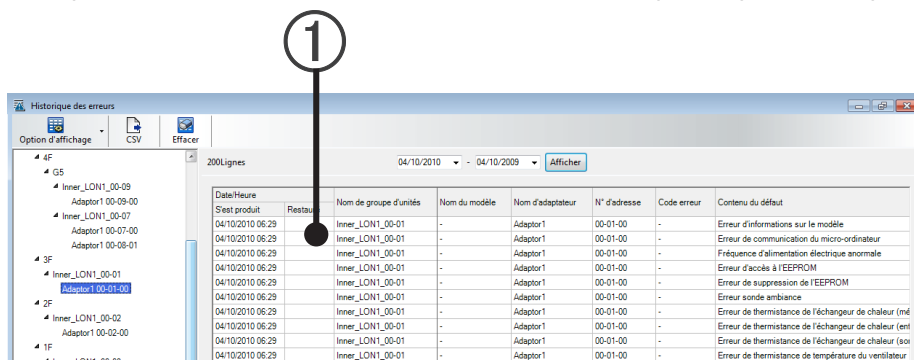 ①
Historique des erreurs
Option d'affichage CSV Effacer
4F
G5
Inner_LON1_00-09
Adaptor1 00-09-00
Inner_LON1_00-07
Adaptor1 00-07-00
Adaptor1 00-08-01
3F
Inner_LON1_00-01
Adaptor1 00-01-00
2F
Inner_LON1_00-02
Adaptor1 00-02-00
1F
200Lignes 04/10/2010 - 04/10/2009 Afficher
Date/Heure Nom de groupe d'unités Nom du modèle Nom d'adaptateur N° d'adresse Code erreur Contenu du défaut
S'est produit
04/10/2010 06:29 Inner_LON1_00-01 - Adaptor1 00-01-00 - Erreur d'informations sur le modèle
04/10/2010 06:29 Inner_LON1_00-01 - Adaptor1 00-01-00 - Erreur de communication du micro-ordinateur
04/10/2010 06:29 Inner_LON1_00-01 - Adaptor1 00-01-00 - Fréquence d'alimentation électrique anormale
04/10/2010 06:29 Inner_LON1_00-01 - Adaptor1 00-01-00 - Erreur d'accès à l'EEPROM
04/10/2010 06:29 Inner_LON1_00-01 - Adaptor1 00-01-00 - Erreur de suppression de l'EEPROM
04/10/2010 06:29 Inner_LON1_00-01 - Adaptor1 00-01-00 - Erreur sonde ambiance
04/10/2010 06:29 Inner_LON1_00-01 - Adaptor1 00-01-00 - Erreur de thermistance de l'échangeur de chaleur (mé
04/10/2010 06:29 Inner_LON1_00-01 - Adaptor1 00-01-00 - Erreur de thermistance de l'échangeur de chaleur (ent
04/10/2010 06:29 Inner_LON1_00-01 - Adaptor1 00-01-00 - Erreur de thermistance de l'échangeur de chaleur (sor
04/10/2010 06:29 Inner_LON1_00-01 - Adaptor1 00-01-00 - Erreur de thermistance de température du ventilateur